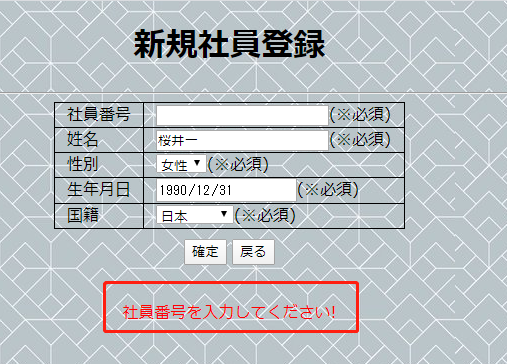 新規社員登録
社員番号 (※必須)
姓名 桜井一 (※必須)
性別 女性 (※必須)
生年月日 1990/12/31 (※必須)
国籍 日本 (※必須)
確定 戻る
社員番号を入力してください!